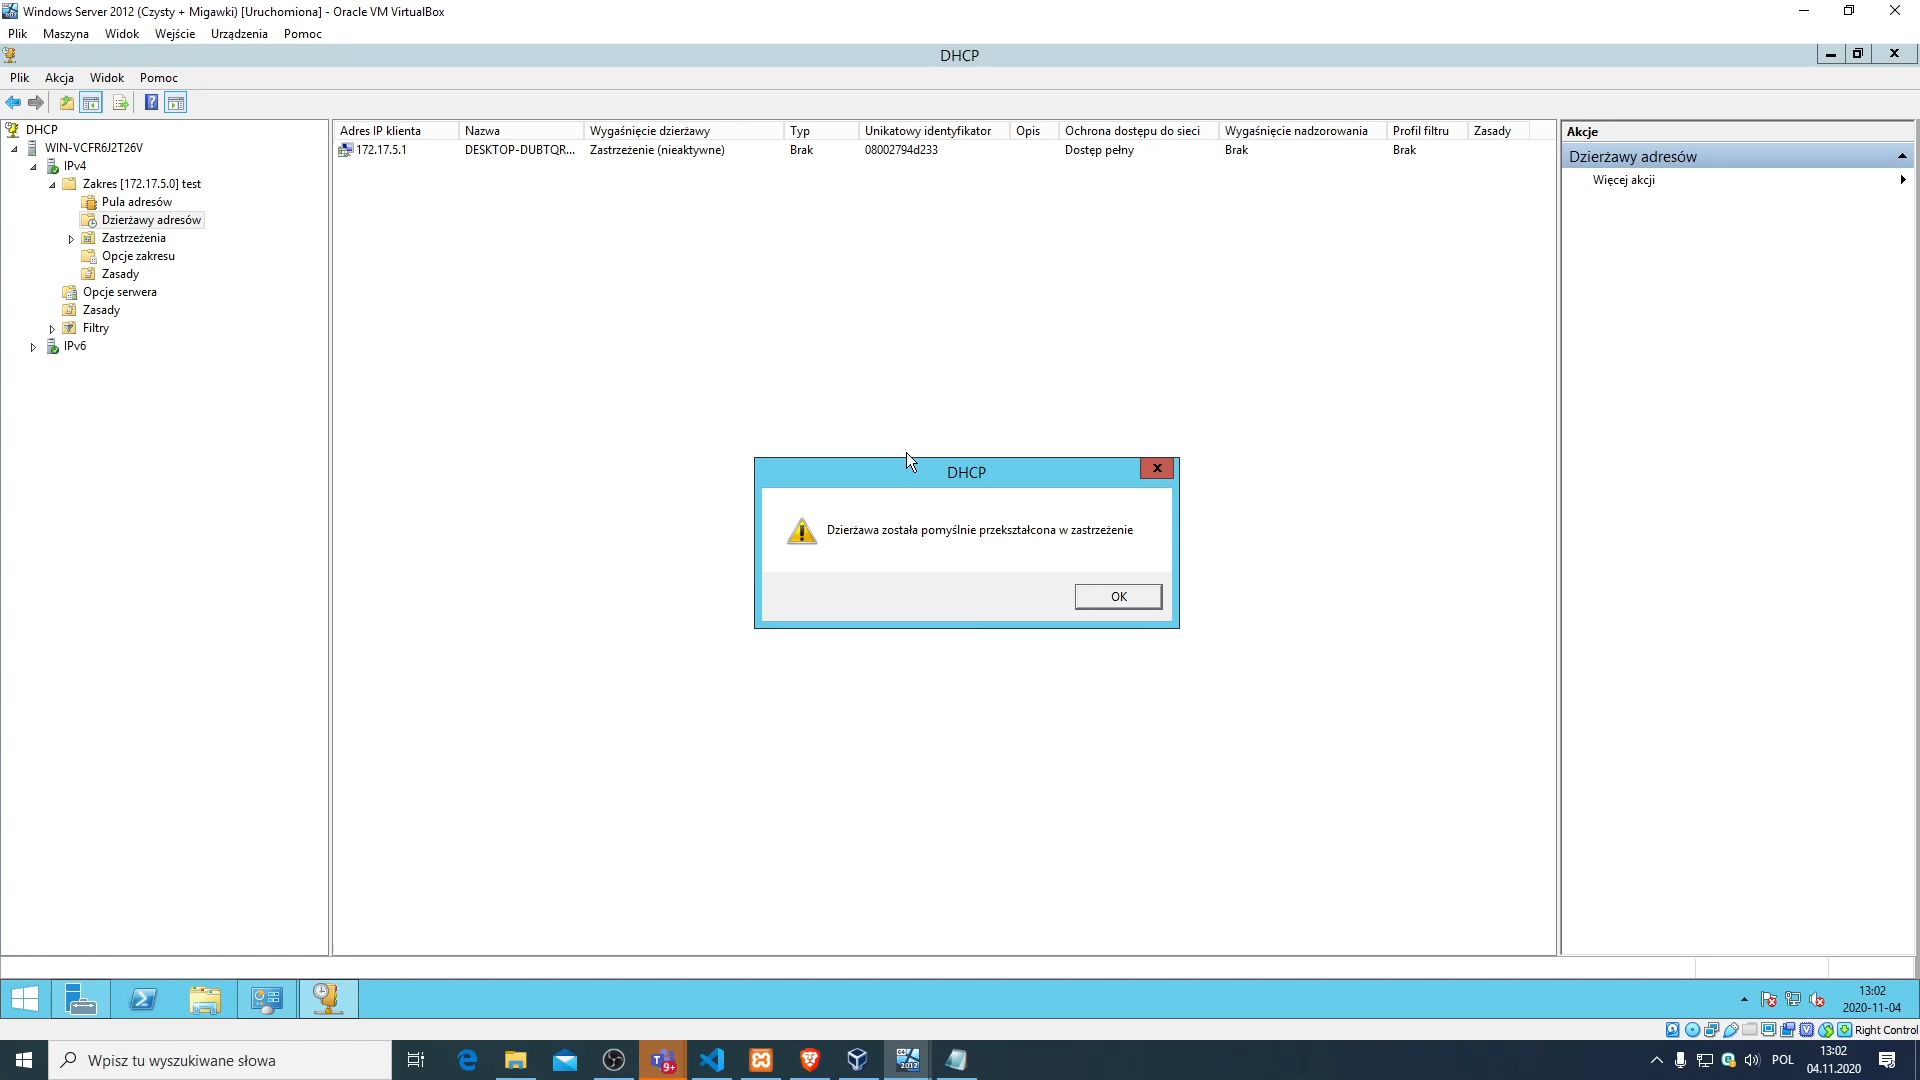 Windows Server 2012 (Czysty + Migawki) [Uruchomiona] - Oracle VM VirtualBox
Plik Maszyna Widok Wejście Urządzenia Pomoc
DHCP
Plik Akcja Widok Pomoc
DHCP
WIN-VCFR6J2T26V
IPv4
Zakres [172.17.5.0] test
Pula adresów
Dzierżawy adresów
Zastrzeżenia
Opcje zakresu
Zasady
Opcje serwera
Zasady
Filtry
IPv6
Adres IP klienta Nazwa Wygaśnięcie dzierżawy Typ Unikatowy identyfikator Opis Ochrona dostępu do sieci Wygaśnięcie nadzorowania Profil filtru Zasady
172.17.5.1 DESKTOP-DUBTQR... Zastrzeżenie (nieaktywne) Brak 08002794d233 Dostęp pełny Brak Brak
Akcje
Dzierżawy adresów
Więcej akcji
DHCP
x
Dzierżawa została pomyślnie przekształcona w zastrzeżenie
OK
13:02
2020-11-04
Right Control
Wpisz tu wyszukiwane słowa
9+
2012
POL
13:02
04.11.2020